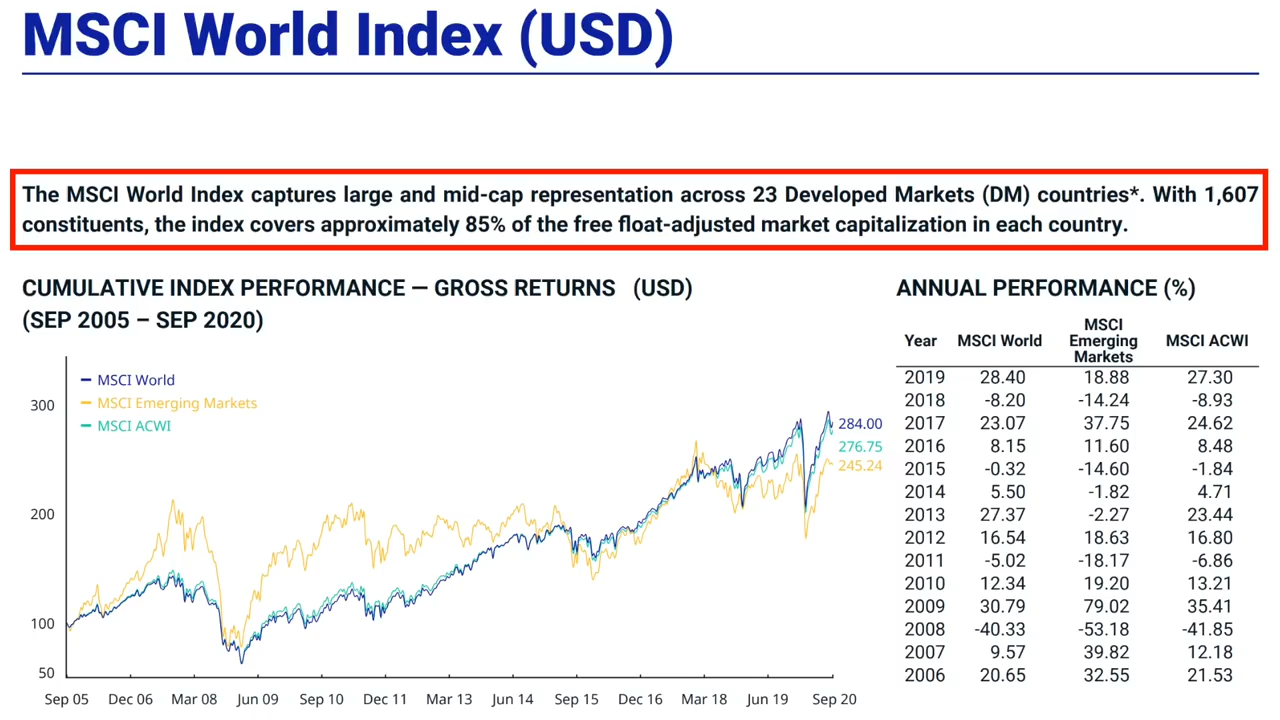 MSCI World Index (USD)
The MSCI World Index captures large and mid-cap representation across 23 Developed Markets (DM) countries*. With 1,607
constituents, the index covers approximately 85% of the free float-adjusted market capitalization in each country.
CUMULATIVE INDEX PERFORMANCE — GROSS RETURNS (USD)
(SEP 2005 – SEP 2020)
MSCI World
MSCI Emerging Markets
MSCI ACWI
300
200
100
50
284.00
276.75
245.24
Sep 05 Dec 06 Mar 08 Jun 09 Sep 10 Dec 11 Mar 13 Jun 14 Sep 15 Dec 16 Mar 18 Jun 19 Sep 20
ANNUAL PERFORMANCE (%)
Year MSCI World MSCI Emerging Markets MSCI ACWI
2019 28.40 18.88 27.30
2018 -8.20 -14.24 -8.93
2017 23.07 37.75 24.62
2016 8.15 11.60 8.48
2015 -0.32 -14.60 -1.84
2014 5.50 -1.82 4.71
2013 27.37 -2.27 23.44
2012 16.54 18.63 16.80
2011 -5.02 -18.17 -6.86
2010 12.34 19.20 13.21
2009 30.79 79.02 35.41
2008 -40.33 -53.18 -41.85
2007 9.57 39.82 12.18
2006 20.65 32.55 21.53